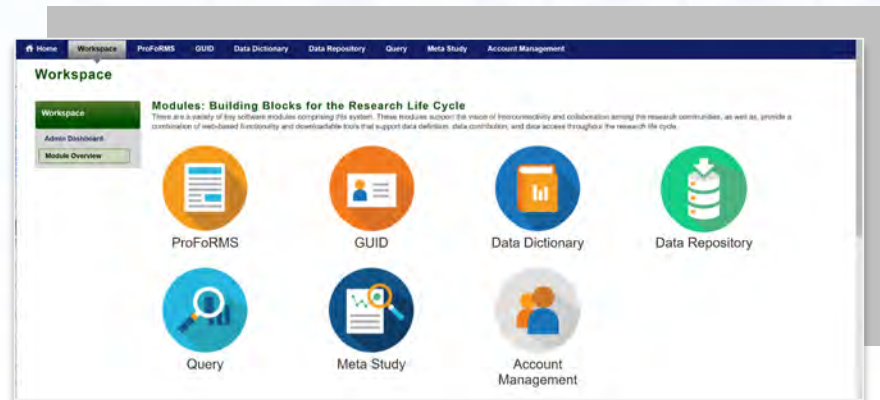 Home Workspace ProFoRMS GUID Data Dictionary Data Repository Query Meta Study Account Management
Workspace
Workspace
Admin Dashboard
Module Overview
Modules: Building Blocks for the Research Life Cycle
There are a variety of key software modules comprising this system. These modules support the vision of interconnectivity and collaboration among the research communities, as well as, provide a
combination of web-based functionality and downloadable tools that support data definition, data contribution, and data access throughout the research life cycle.
ProFoRMS GUID Data Dictionary Data Repository
Query Meta Study Account
Management